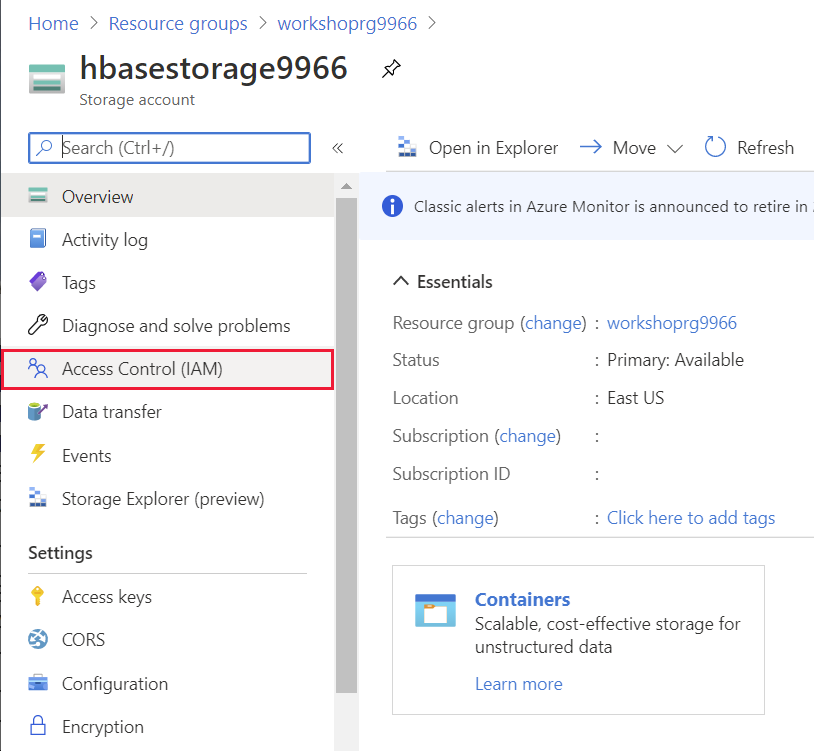 Home > Resource groups > workshoprg9966 >
hbasestorage9966
Storage account
Search (Ctrl+/)
«
Open in Explorer
Move
Refresh
Overview
Activity log
Tags
Diagnose and solve problems
Access Control (IAM)
Data transfer
Events
Storage Explorer (preview)
Settings
Access keys
CORS
Configuration
Encryption
Classic alerts in Azure Monitor is announced to retire in
Essentials
Resource group (change) : workshoprg9966
Status : Primary: Available
Location : East US
Subscription (change) :
Subscription ID :
Tags (change) : Click here to add tags
Containers
Scalable, cost-effective storage for
unstructured data
Learn more